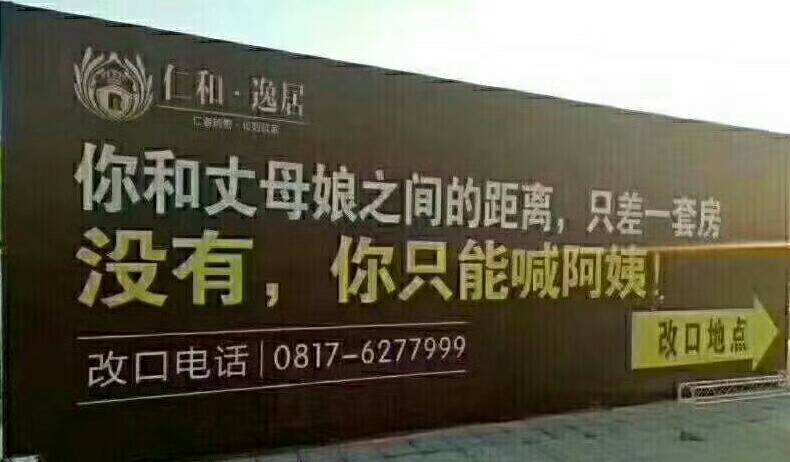 仁和·逸居
你和丈母娘之间的距离，只差一套房
没有，你只能喊阿姨！
改口电话 | 0817-6277999
改口地点